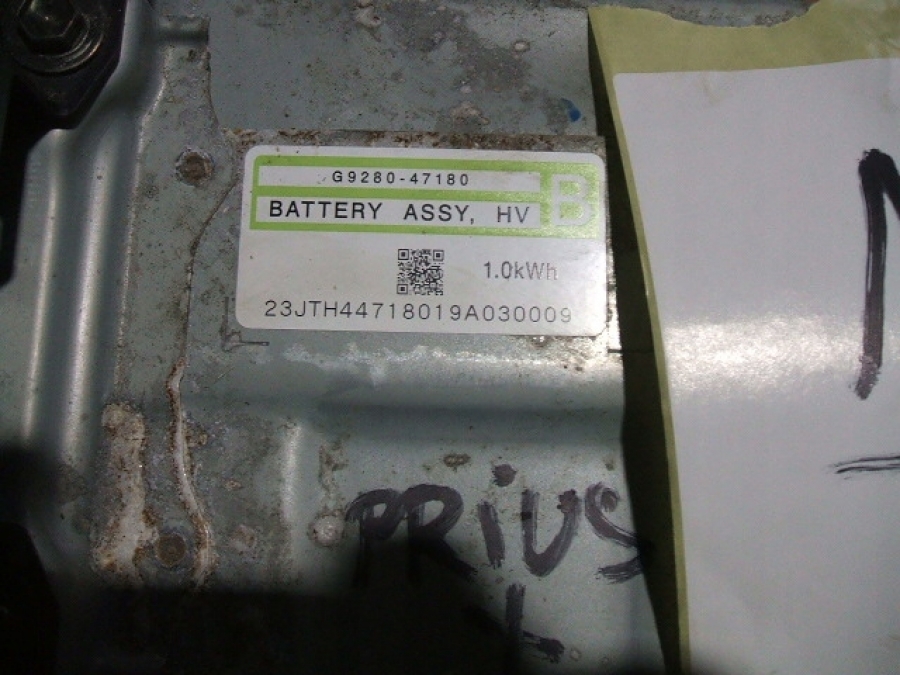 G9280-47180
B
BATTERY ASSY, HV
1.0kWh
23JTH44718019A030009
PRiUS